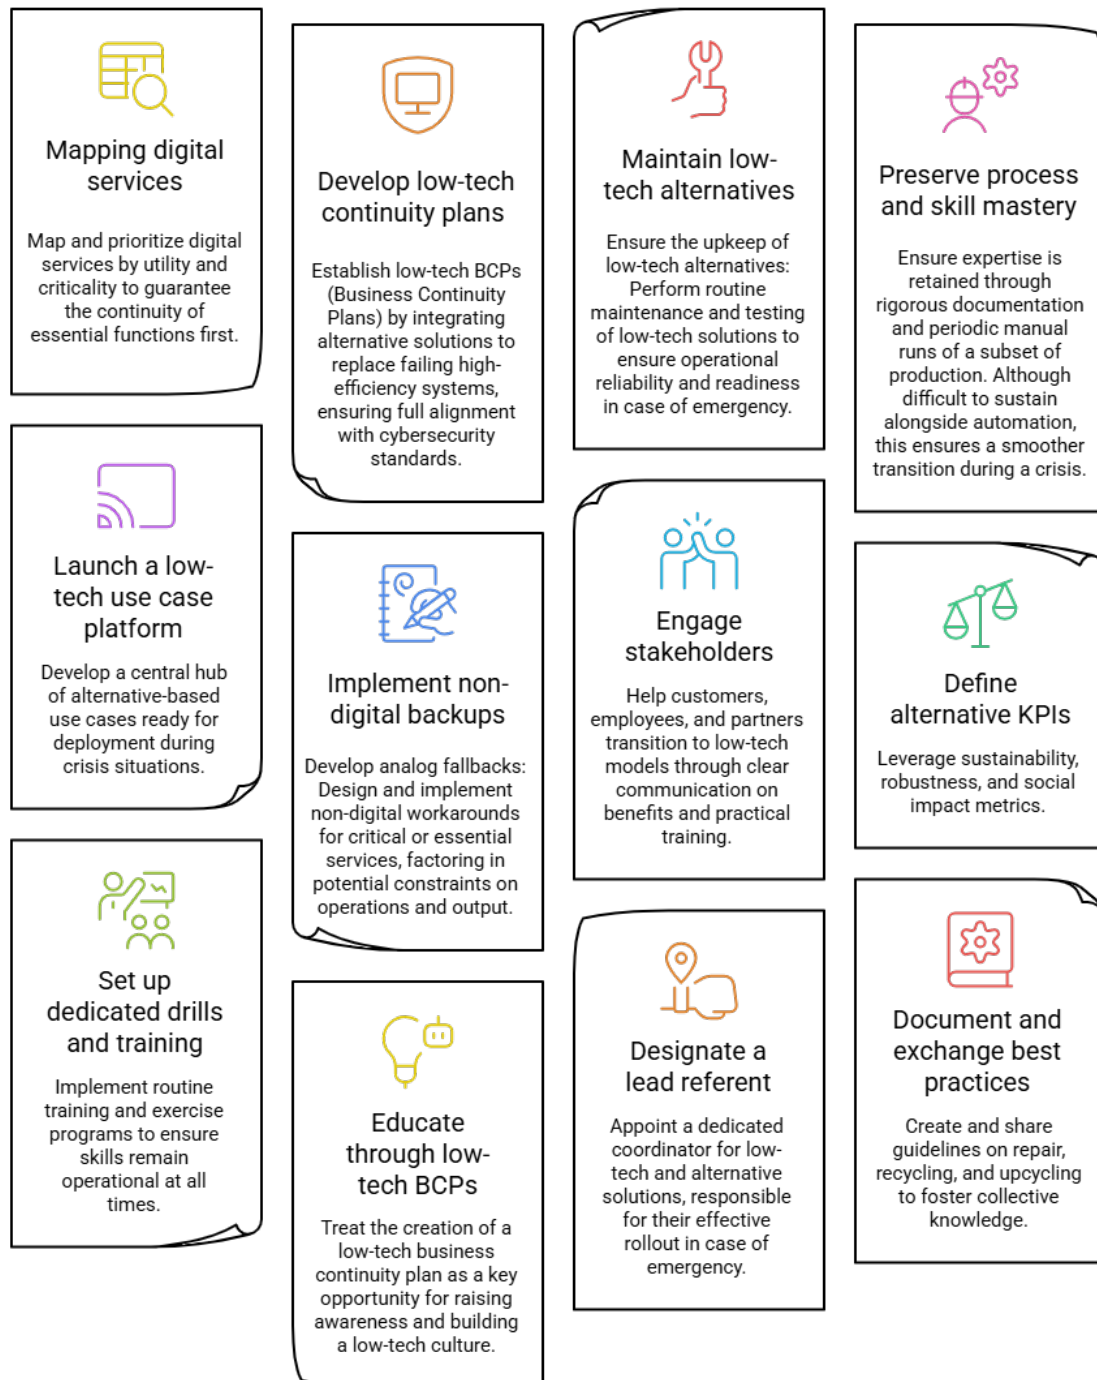 Mapping digital
services
Map and prioritize digital
services by utility and
criticality to guarantee
the continuity of
essential functions first.
Launch a low-
tech use case
platform
Develop a central hub
of alternative-based
use cases ready for
deployment during
crisis situations.
Set up
dedicated drills
and training
Implement routine
training and exercise
programs to ensure
skills remain
operational at all
times.
Develop low-tech
continuity plans
Establish low-tech BCPs
(Business Continuity
Plans) by integrating
alternative solutions to
replace failing high-
efficiency systems,
ensuring full alignment
with cybersecurity
standards.
Implement non-
digital backups
Develop analog fallbacks:
Design and implement
non-digital workarounds
for critical or essential
services, factoring in
potential constraints on
operations and output.
Educate
through low-
tech BCPs
Treat the creation of a
low-tech business
continuity plan as a key
opportunity for raising
awareness and building
a low-tech culture.
Maintain low-
tech alternatives
Ensure the upkeep of
low-tech alternatives:
Perform routine
maintenance and testing
of low-tech solutions to
ensure operational
reliability and readiness
in case of emergency.
Engage
stakeholders
Help customers,
employees, and partners
transition to low-tech
models through clear
communication on
benefits and practical
training.
Designate a
lead referent
Appoint a dedicated
coordinator for low-
tech and alternative
solutions, responsible
for their effective
rollout in case of
emergency.
Preserve process
and skill mastery
Ensure expertise is
retained through
rigorous documentation
and periodic manual
runs of a subset of
production. Although
difficult to sustain
alongside automation,
this ensures a smoother
transition during a crisis.
Define
alternative KPIs
Leverage sustainability,
robustness, and social
impact metrics.
Document and
exchange best
practices
Create and share
guidelines on repair,
recycling, and upcycling
to foster collective
knowledge.